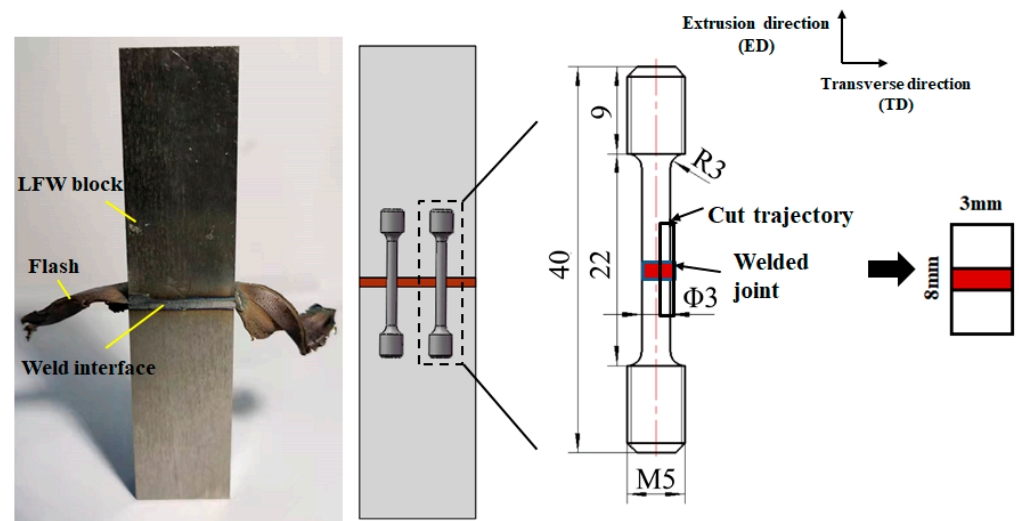 Extrusion direction
(ED)
Transverse direction
(TD)
LFW block
Flash
Weld interface
9
R3
Cut trajectory
40
22
Welded
joint
Φ3
M5
3mm
8mm